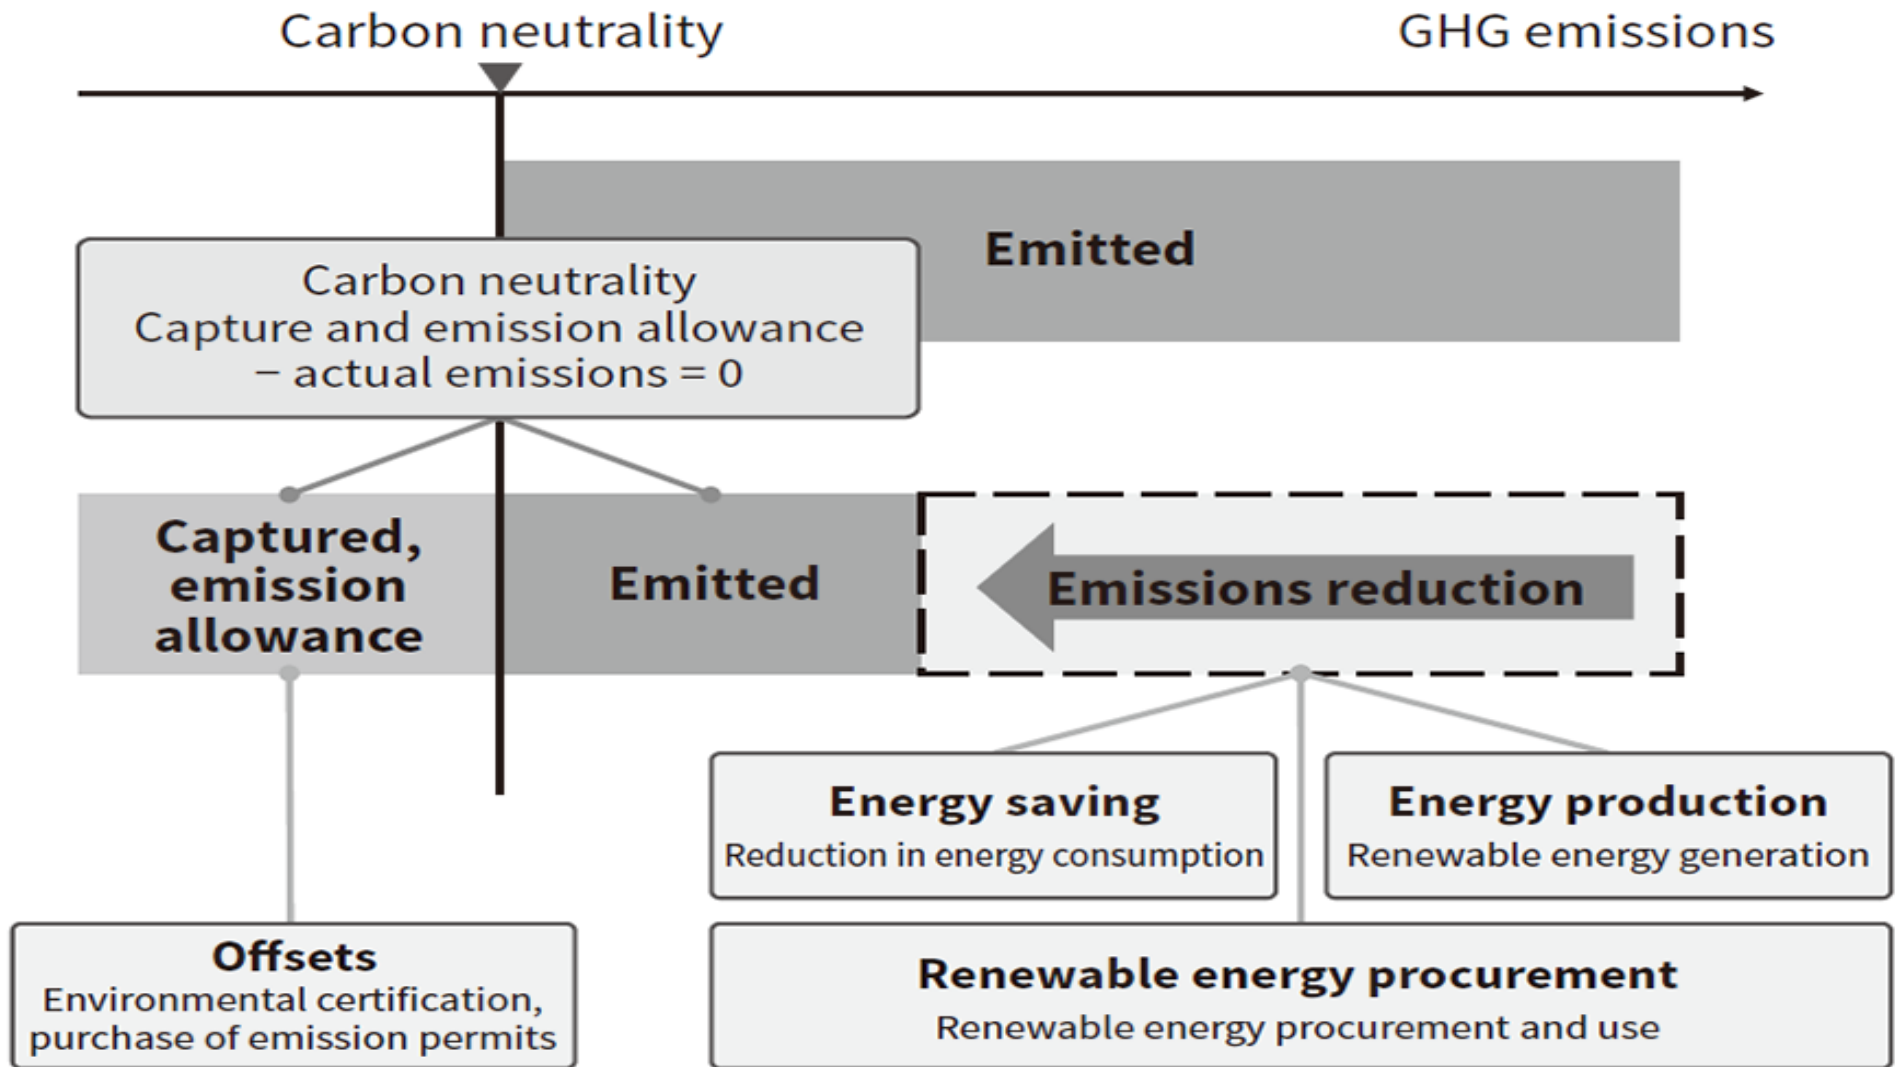 Carbon neutrality
GHG emissions
Emitted
Carbon neutrality
Capture and emission allowance
− actual emissions = 0
Captured,
emission
allowance
Emitted
Emissions reduction
Energy saving
Reduction in energy consumption
Energy production
Renewable energy generation
Offsets
Environmental certification,
purchase of emission permits
Renewable energy procurement
Renewable energy procurement and use